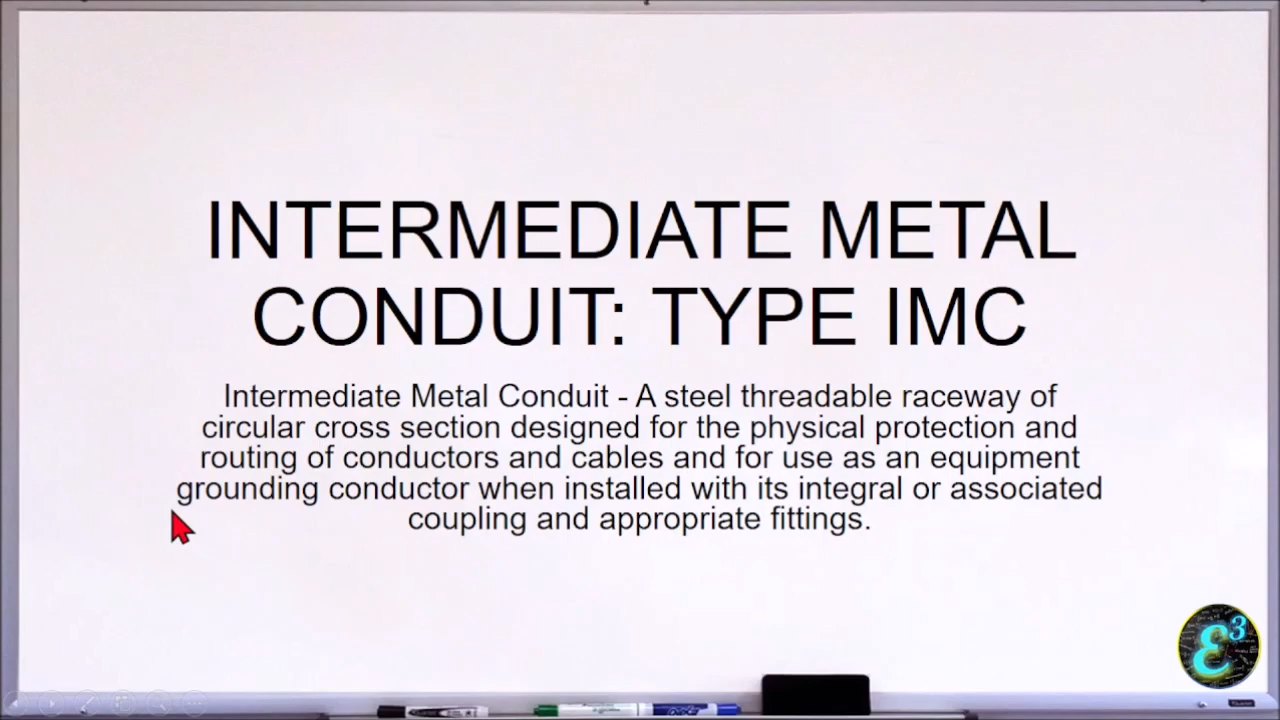 INTERMEDIATE METAL
CONDUIT: TYPE IMC
Intermediate Metal Conduit - A steel threadable raceway of
circular cross section designed for the physical protection and
routing of conductors and cables and for use as an equipment
grounding conductor when installed with its integral or associated
coupling and appropriate fittings.
ε3